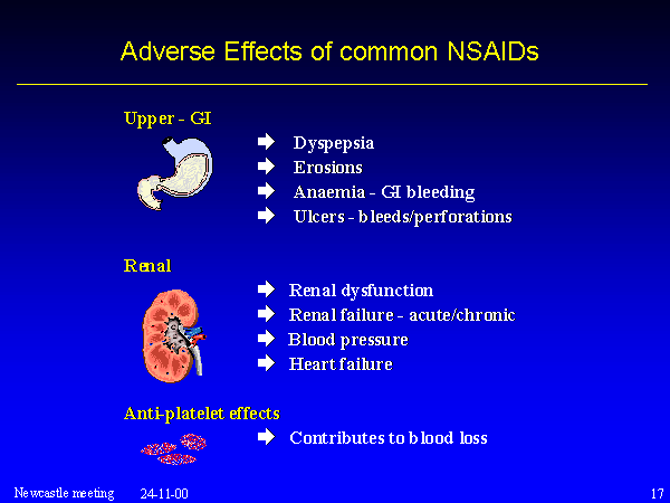 Adverse Effects of common NSAIDs
Upper - GI
Dyspepsia
Erosions
Anaemia - GI bleeding
Ulcers - bleeds/perforations
Renal
Renal dysfunction
Renal failure - acute/chronic
Blood pressure
Heart failure
Anti-platelet effects
Contributes to blood loss
Newcastle meeting 24-11-00 17